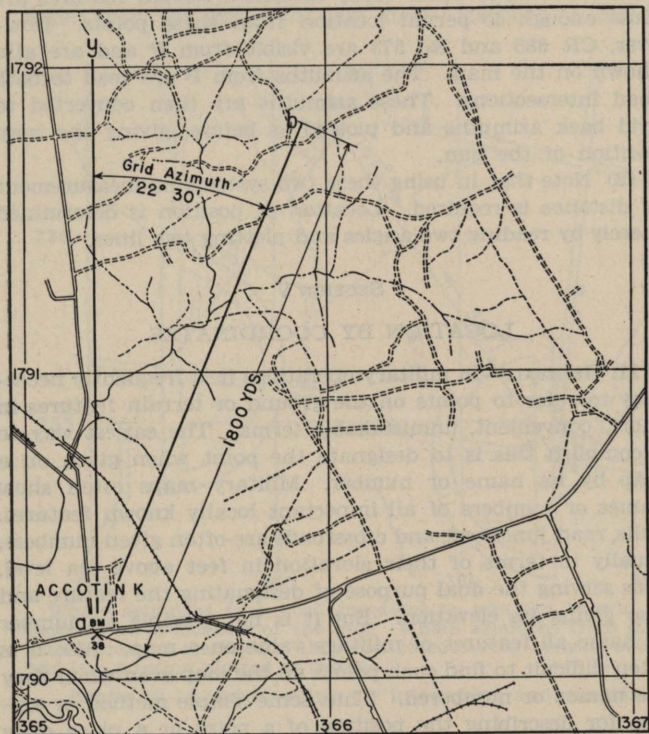 y
1792
b
Grid Azimuth
22° 30'
1791
1800 YDS.
ACCOTINK
a BM
38
1790
1365
1366
1367